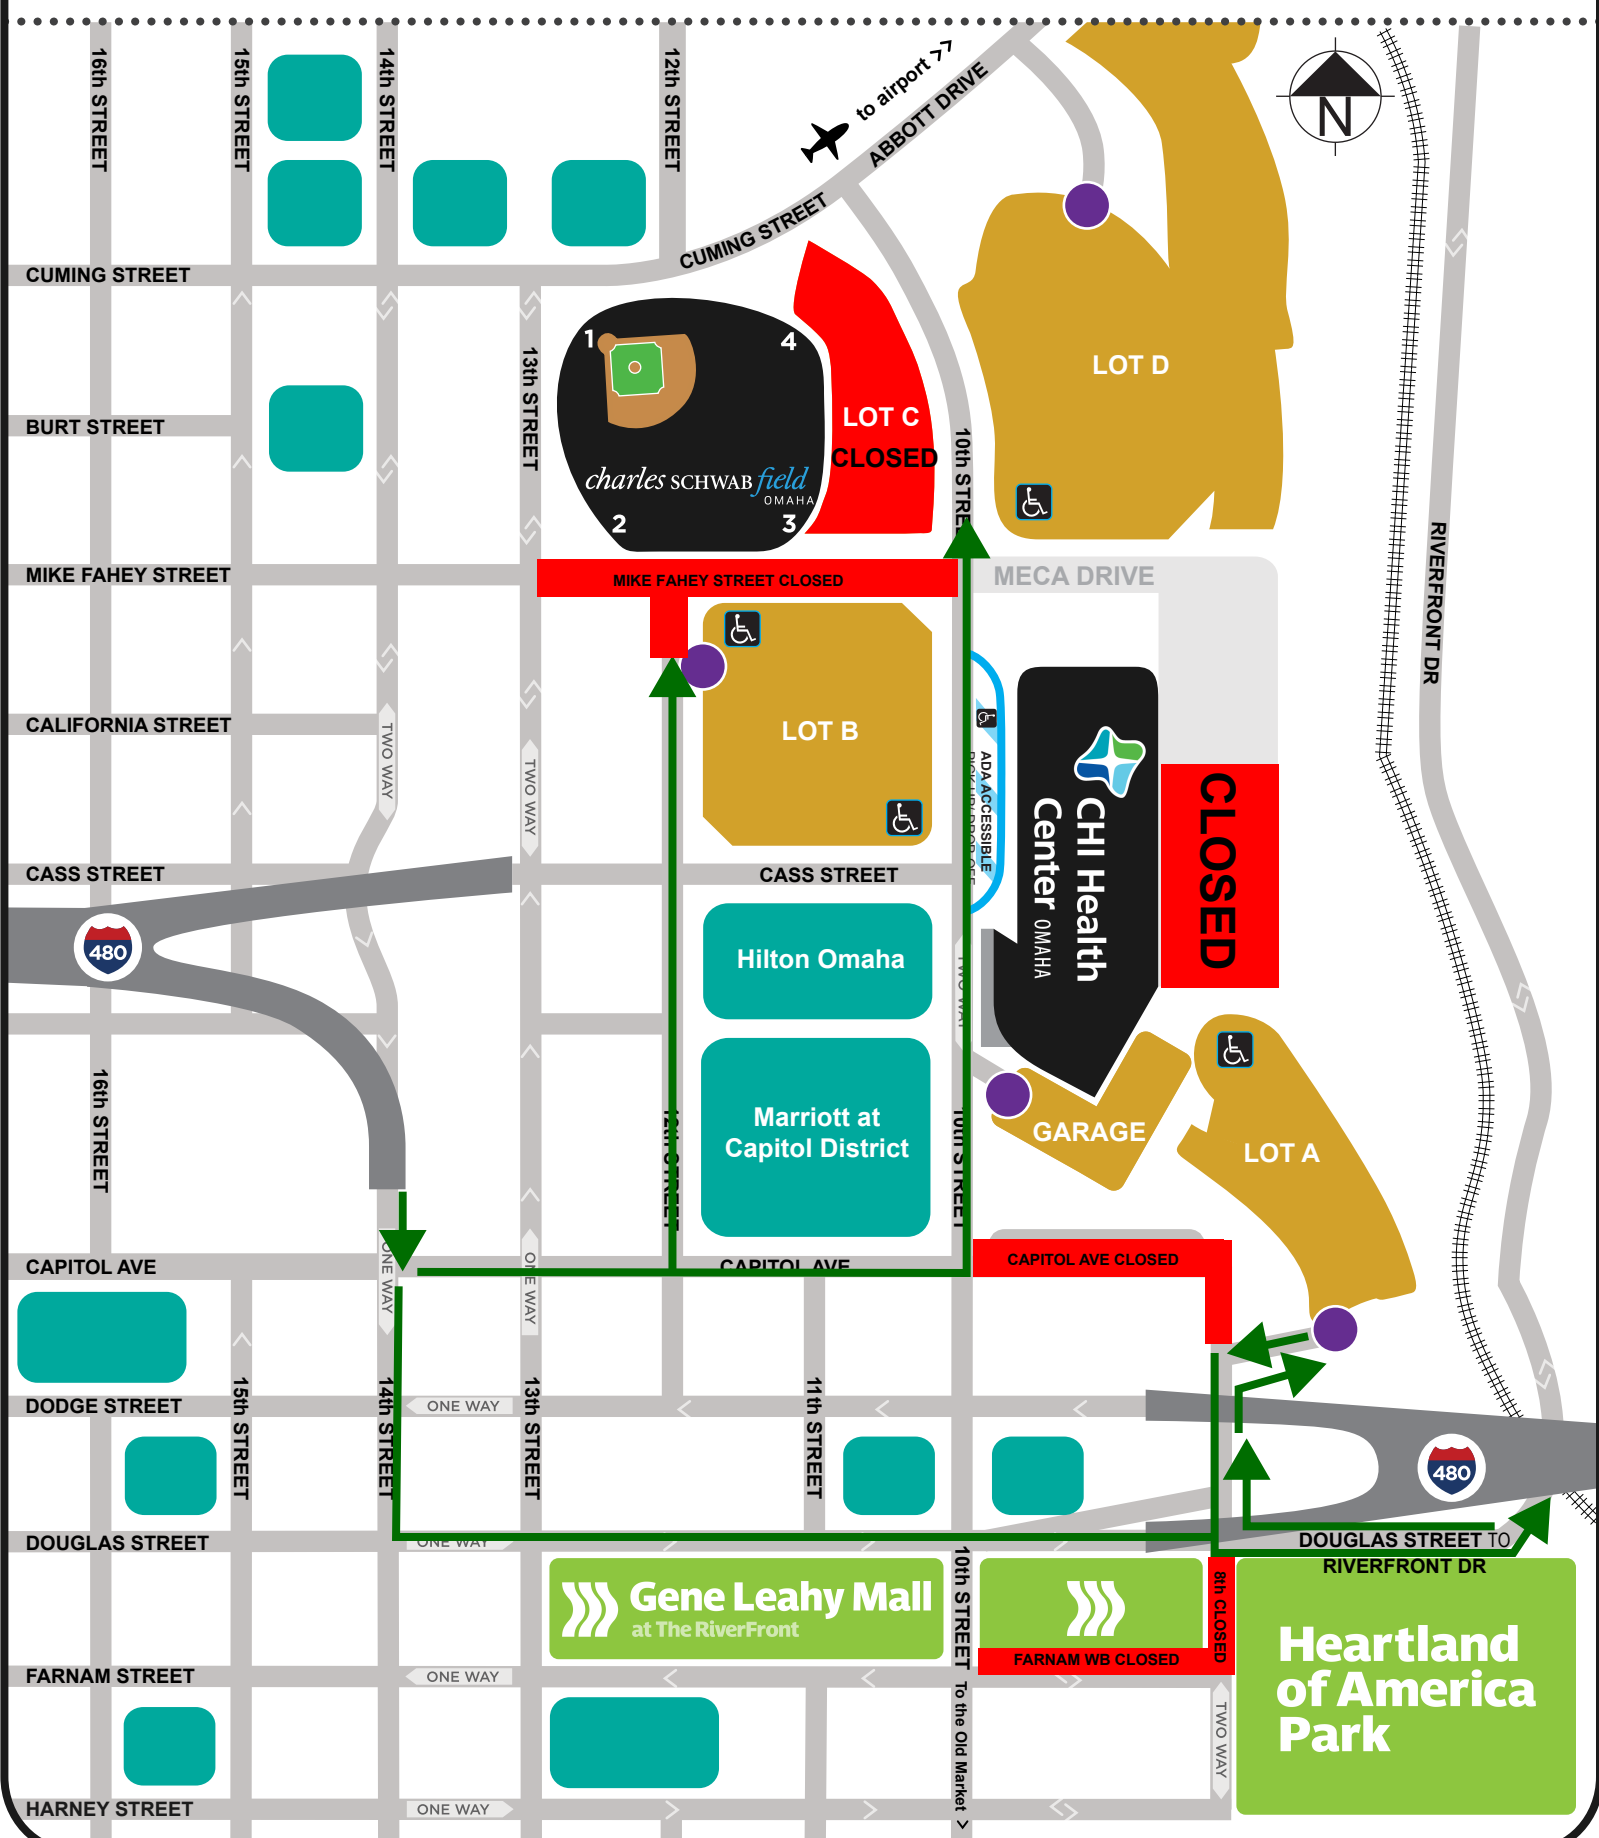 16th STREET
15th STREET
14th STREET
12th STREET
to airport >>
ABBOTT DRIVE
N
CUMING STREET
CUMING STREET
1
4
13th STREET
LOT C
CLOSED
LOT D
10th STREET
BURT STREET
charles SCHWAB field
OMAHA
2
3
RIVERFRONT DR
MIKE FAHEY STREET
MIKE FAHEY STREET CLOSED
MECA DRIVE
CALIFORNIA STREET
TWO WAY
TWO WAY
LOT B
ADA ACCESSIBLE
PICK UP/DROP OFF
CHI Health
Center OMAHA
CLOSED
CASS STREET
CASS STREET
480
Hilton Omaha
TWO WAY
16th STREET
12th STREET
Marriott at
Capitol District
10th STREET
GARAGE
LOT A
CAPITOL AVE
ONE WAY
ONE WAY
CAPITOL AVE
CAPITOL AVE CLOSED
DODGE STREET
15th STREET
14th STREET
ONE WAY
13th STREET
11th STREET
480
DOUGLAS STREET
ONE WAY
DOUGLAS STREET TO
RIVERFRONT DR
Gene Leahy Mall
at The RiverFront
10th STREET
8th CLOSED
FARNAM WB CLOSED
FARNAM STREET
ONE WAY
To the Old Market >
TWO WAY
Heartland
of America
Park
HARNEY STREET
ONE WAY